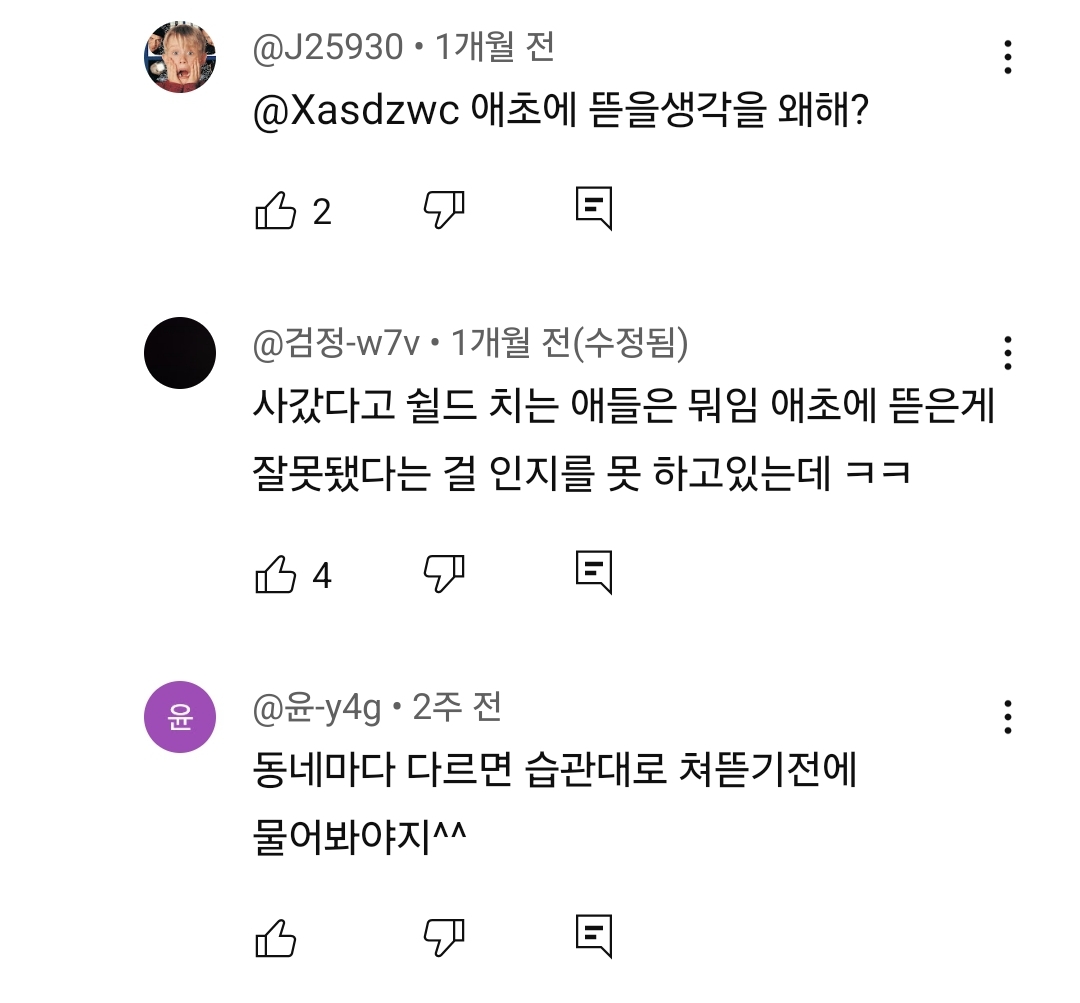 @J25930 • 1개월 전
@Xasdzwc 애초에 뜯을생각을 왜해?
2
@검정-w7v • 1개월 전(수정됨)
사갔다고 쉴드 치는 애들은 뭐임 애초에 뜯은게
잘못됐다는 걸 인지를 못 하고있는데 ㅋㅋ
4
윤
@윤-y4g • 2주 전
동네마다 다르면 습관대로 쳐뜯기전에
물어봐야지^^